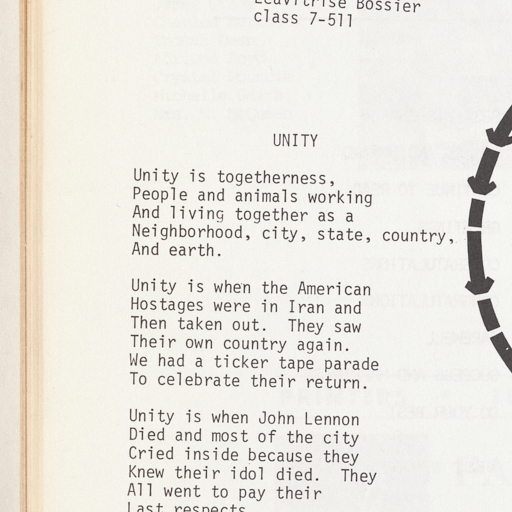 Bossier
class 7-511
UNITY
Unity is togetherness,
People and animals working
And living together as a
Neighborhood, city, state, country,
And earth.
Unity is when the American
Hostages were in Iran and
Then taken out. They saw
Their own country again.
We had a ticker tape parade
To celebrate their return.
Unity is when John Lennon
Died and most of the city
Cried inside because they
Knew their idol died. They
All went to pay their
Last respects